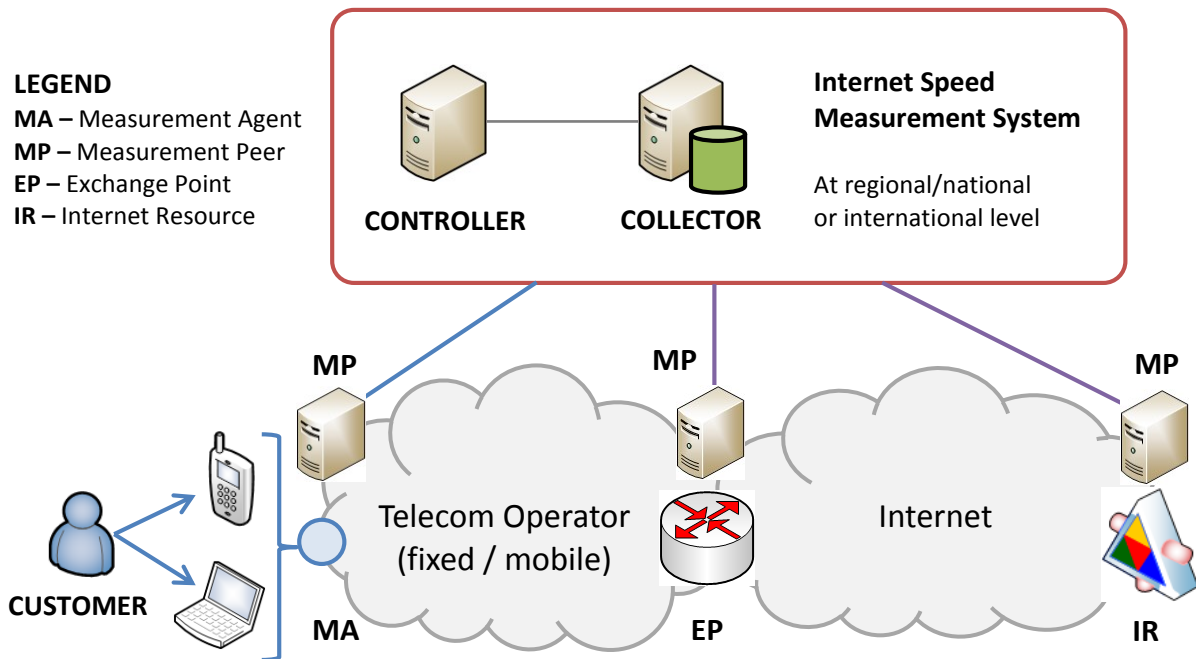 LEGEND
MA – Measurement Agent
MP – Measurement Peer
EP – Exchange Point
IR – Internet Resource
CONTROLLER
COLLECTOR
Internet Speed
Measurement System
At regional/national
or international level
MP
MP
MP
CUSTOMER
Telecom Operator
(fixed / mobile)
Internet
MA
EP
IR